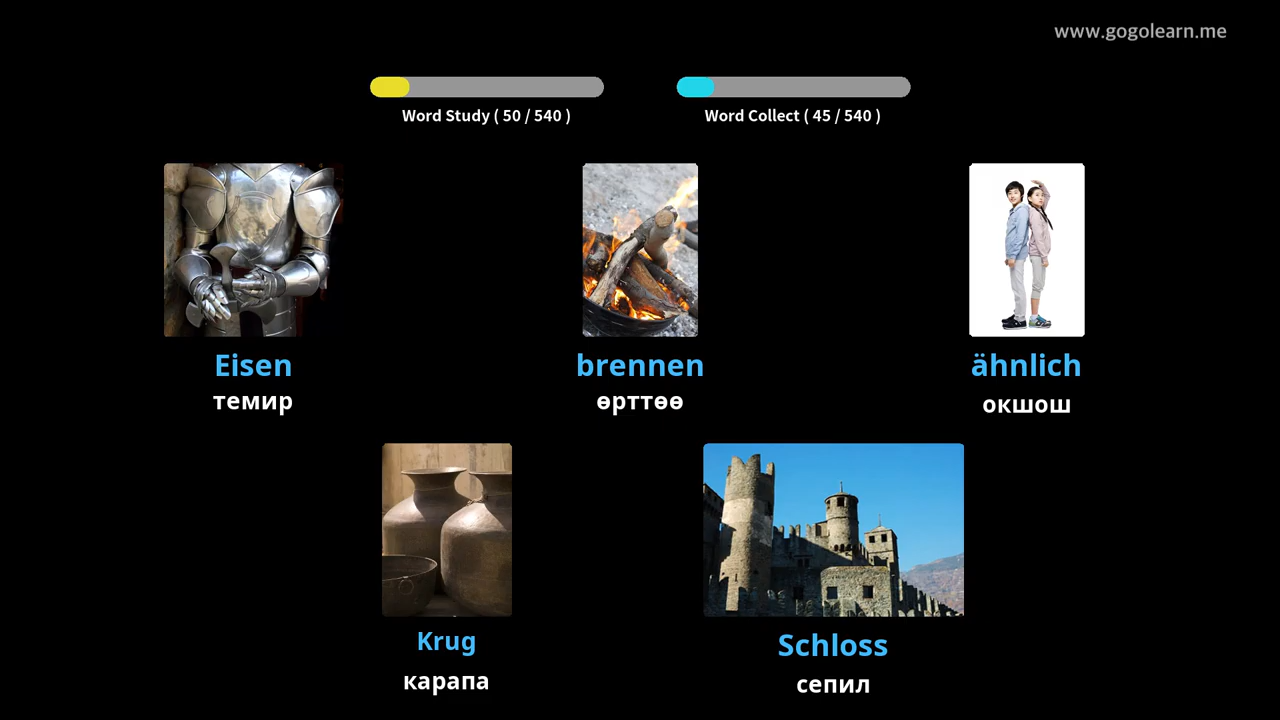 www.gogolearn.me
Word Study ( 50 / 540 )
Word Collect ( 45 / 540 )
Eisen
темир
brennen
өрттөө
ähnlich
окшош
Krug
карапа
Schloss
сепил